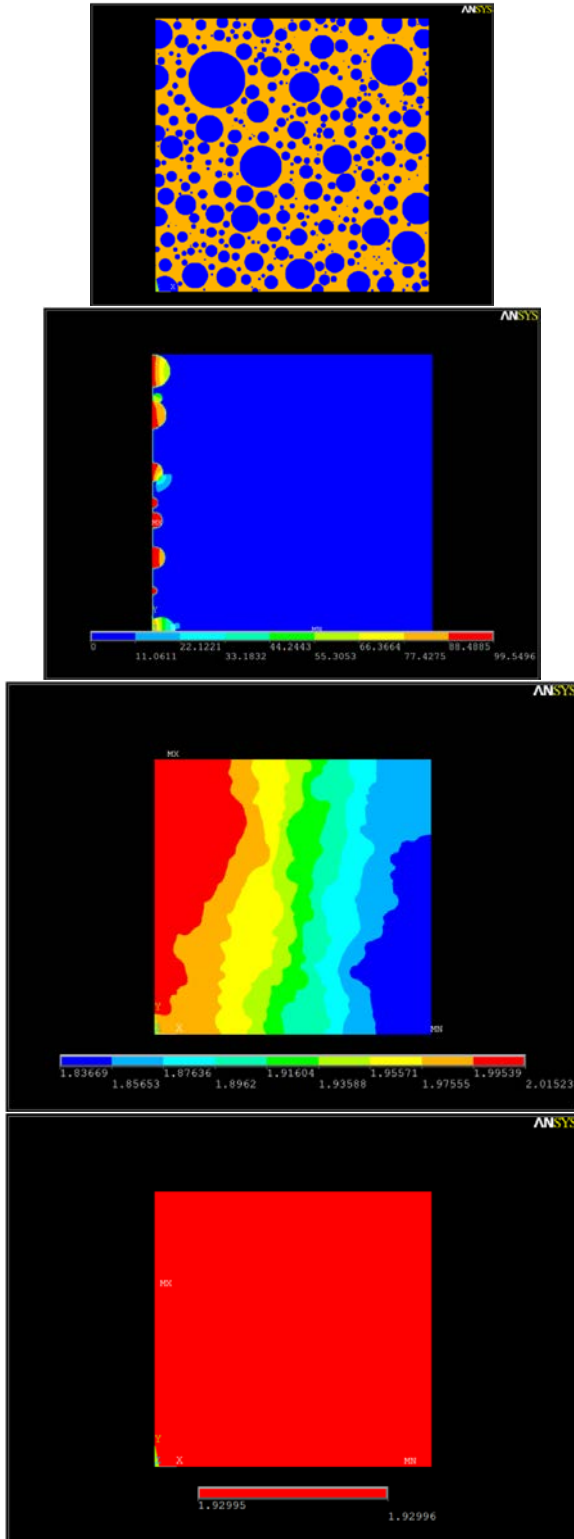 ANSYS
X
ANSYS
MX
Y
MN
0 22.1221 44.2443 66.3664 88.4885
11.0611 33.1832 55.3053 77.4275 99.5496
ANSYS
MX
Y
X
MN
1.83669 1.87636 1.91604 1.95571 1.99539
1.85653 1.8962 1.93588 1.97555 2.01523
ANSYS
MX
Y
X
MN
1.92995
1.92996